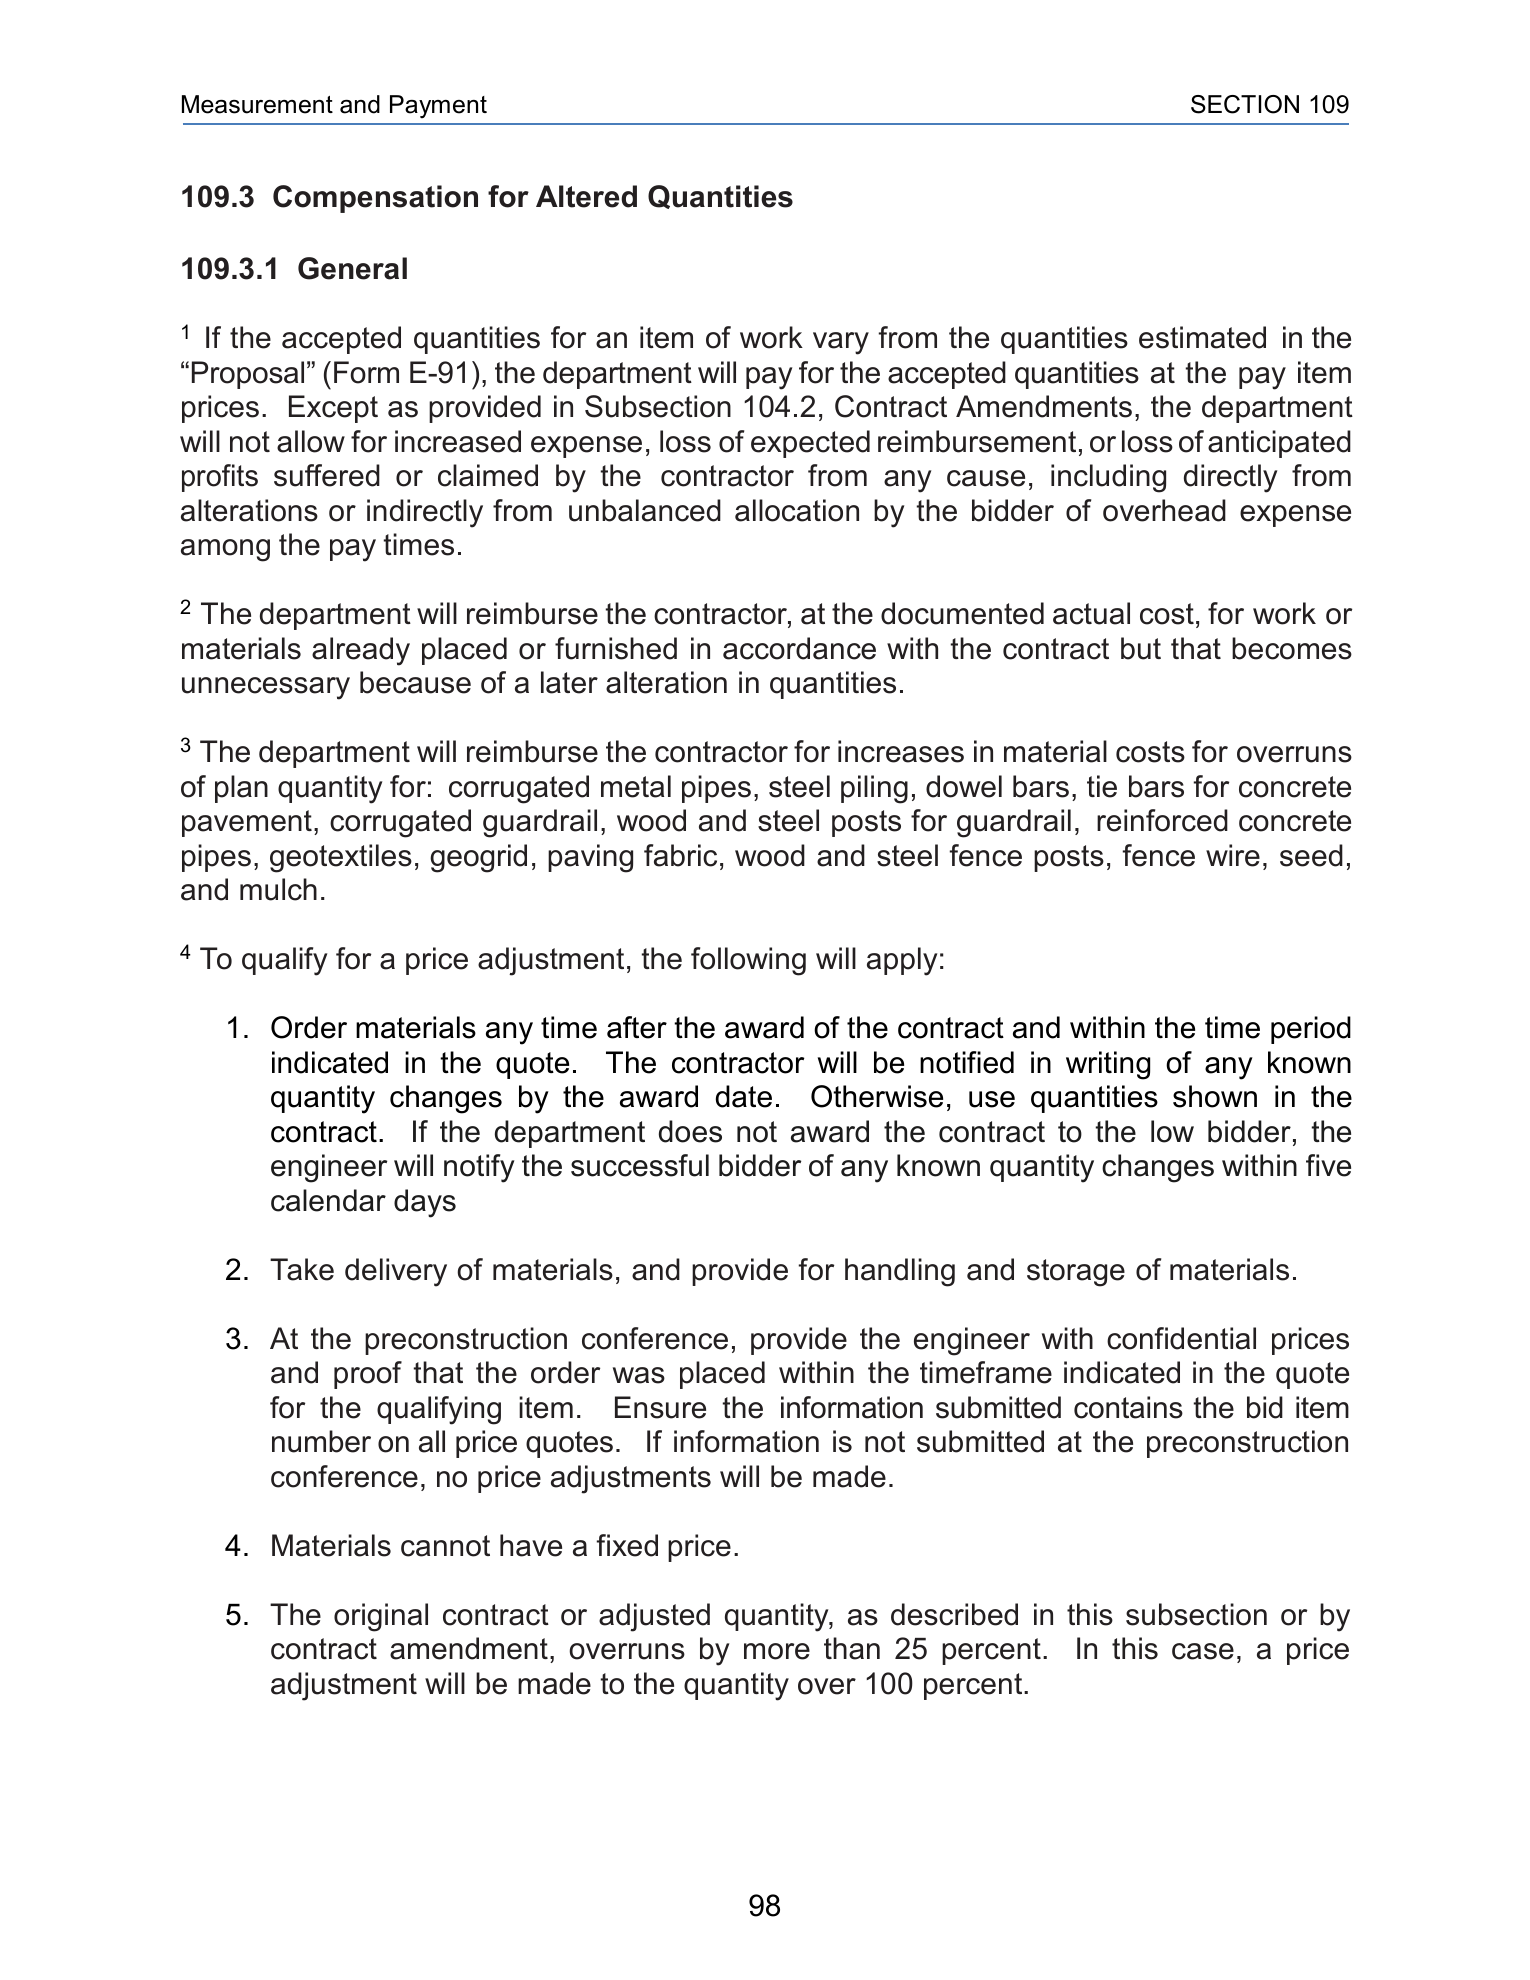 Measurement and Payment SECTION 109
109.3 Compensation for Altered Quantities
109.3.1 General
1 If the accepted quantities for an item of work vary from the quantities estimated in the
“Proposal” (Form E-91), the department will pay for the accepted quantities at the pay item
prices. Except as provided in Subsection 104.2, Contract Amendments, the department
will not allow for increased expense, loss of expected reimbursement, or loss of anticipated
profits suffered or claimed by the contractor from any cause, including directly from
alterations or indirectly from unbalanced allocation by the bidder of overhead expense
among the pay times.
2 The department will reimburse the contractor, at the documented actual cost, for work or
materials already placed or furnished in accordance with the contract but that becomes
unnecessary because of a later alteration in quantities.
3 The department will reimburse the contractor for increases in material costs for overruns
of plan quantity for: corrugated metal pipes, steel piling, dowel bars, tie bars for concrete
pavement, corrugated guardrail, wood and steel posts for guardrail, reinforced concrete
pipes, geotextiles, geogrid, paving fabric, wood and steel fence posts, fence wire, seed,
and mulch.
4 To qualify for a price adjustment, the following will apply:
1. Order materials any time after the award of the contract and within the time period
indicated in the quote. The contractor will be notified in writing of any known
quantity changes by the award date. Otherwise, use quantities shown in the
contract. If the department does not award the contract to the low bidder, the
engineer will notify the successful bidder of any known quantity changes within five
calendar days
2. Take delivery of materials, and provide for handling and storage of materials.
3. At the preconstruction conference, provide the engineer with confidential prices
and proof that the order was placed within the timeframe indicated in the quote
for the qualifying item. Ensure the information submitted contains the bid item
number on all price quotes. If information is not submitted at the preconstruction
conference, no price adjustments will be made.
4. Materials cannot have a fixed price.
5. The original contract or adjusted quantity, as described in this subsection or by
contract amendment, overruns by more than 25 percent. In this case, a price
adjustment will be made to the quantity over 100 percent.
98